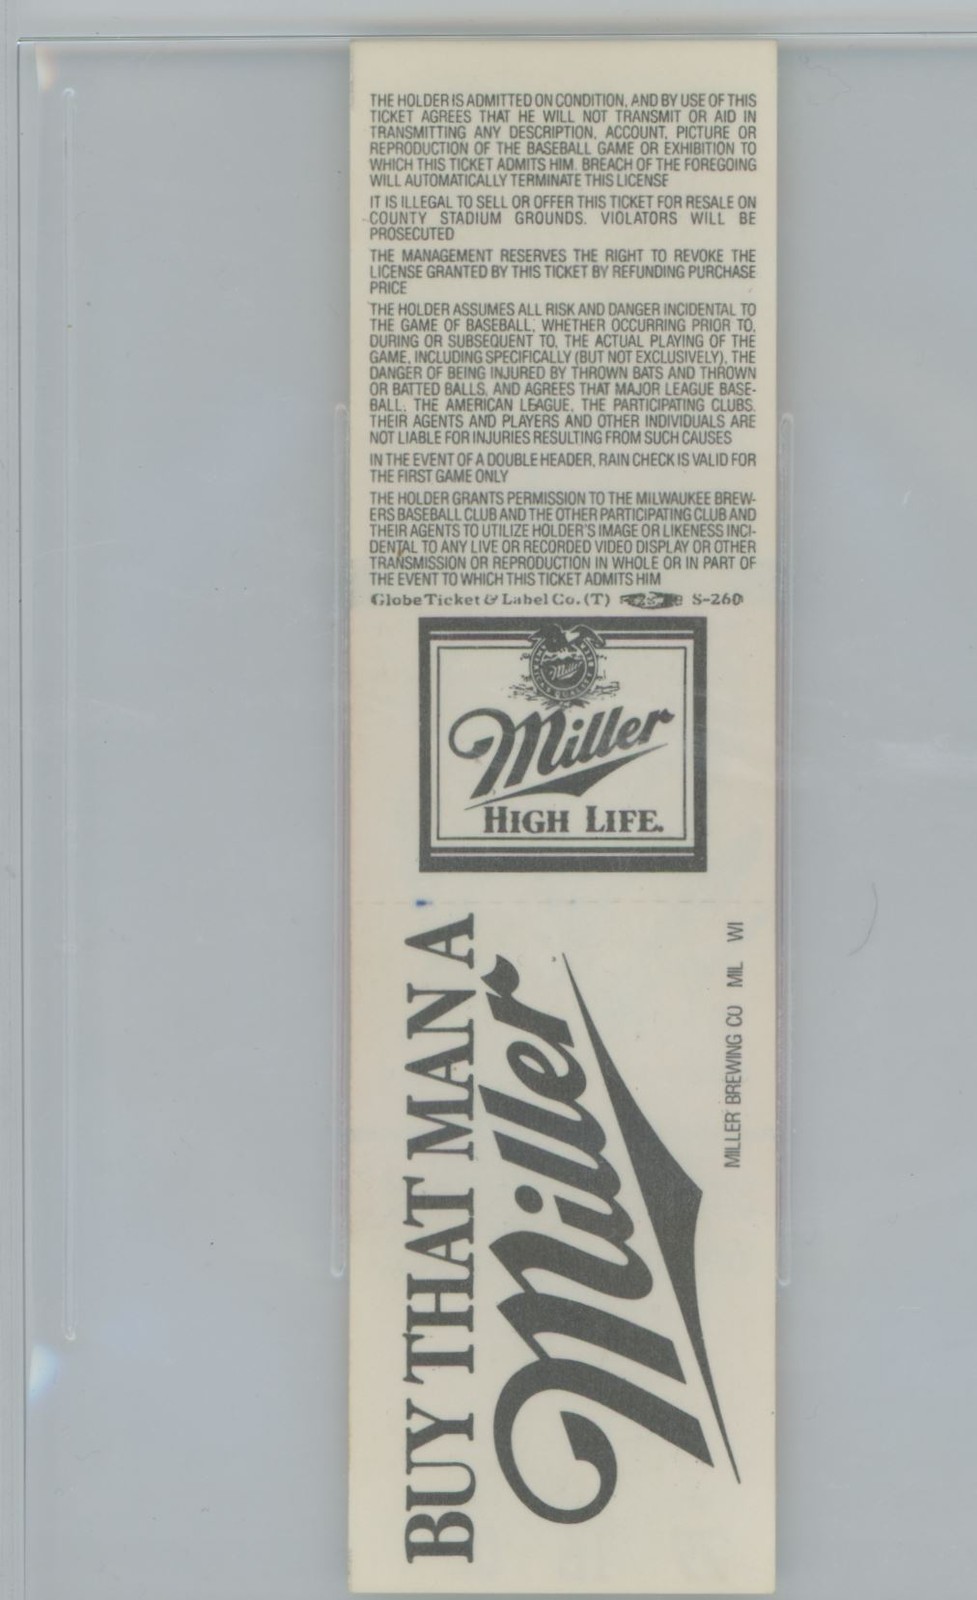 THE HOLDER IS ADMITTED ON CONDITION, AND BY USE OF THIS
TICKET AGREES THAT HE WILL NOT TRANSMIT OR AID IN
TRANSMITTING ANY DESCRIPTION, ACCOUNT, PICTURE OR
REPRODUCTION OF THE BASEBALL GAME OR EXHIBITION TO
WHICH THIS TICKET ADMITS HIM. BREACH OF THE FOREGOING
WILL AUTOMATICALLY TERMINATE THIS LICENSE
IT IS ILLEGAL TO SELL OR OFFER THIS TICKET FOR RESALE ON
COUNTY STADIUM GROUNDS. VIOLATORS WILL BE
PROSECUTED
THE MANAGEMENT RESERVES THE RIGHT TO REVOKE THE
LICENSE GRANTED BY THIS TICKET BY REFUNDING PURCHASE
PRICE
THE HOLDER ASSUMES ALL RISK AND DANGER INCIDENTAL TO
THE GAME OF BASEBALL, WHETHER OCCURRING PRIOR TO,
DURING OR SUBSEQUENT TO, THE ACTUAL PLAYING OF THE
GAME, INCLUDING SPECIFICALLY (BUT NOT EXCLUSIVELY), THE
DANGER OF BEING INJURED BY THROWN BATS AND THROWN
OR BATTED BALLS, AND AGREES THAT MAJOR LEAGUE BASE-
BALL, THE AMERICAN LEAGUE, THE PARTICIPATING CLUBS,
THEIR AGENTS AND PLAYERS AND OTHER INDIVIDUALS ARE
NOT LIABLE FOR INJURIES RESULTING FROM SUCH CAUSES
IN THE EVENT OF A DOUBLE HEADER, RAIN CHECK IS VALID FOR
THE FIRST GAME ONLY
THE HOLDER GRANTS PERMISSION TO THE MILWAUKEE BREW-
ERS BASEBALL CLUB AND THE OTHER PARTICIPATING CLUB AND
THEIR AGENTS TO UTILIZE HOLDER'S IMAGE OR LIKENESS INCI-
DENTAL TO ANY LIVE OR RECORDED VIDEO DISPLAY OR OTHER
TRANSMISSION OR REPRODUCTION IN WHOLE OR IN PART OF
THE EVENT TO WHICH THIS TICKET ADMITS HIM
Globe Ticket & Label Co. (T) S-260
Miller
Miller
HIGH LIFE.
BUY THAT MAN A
Miller
MILLER BREWING CO MIL WI